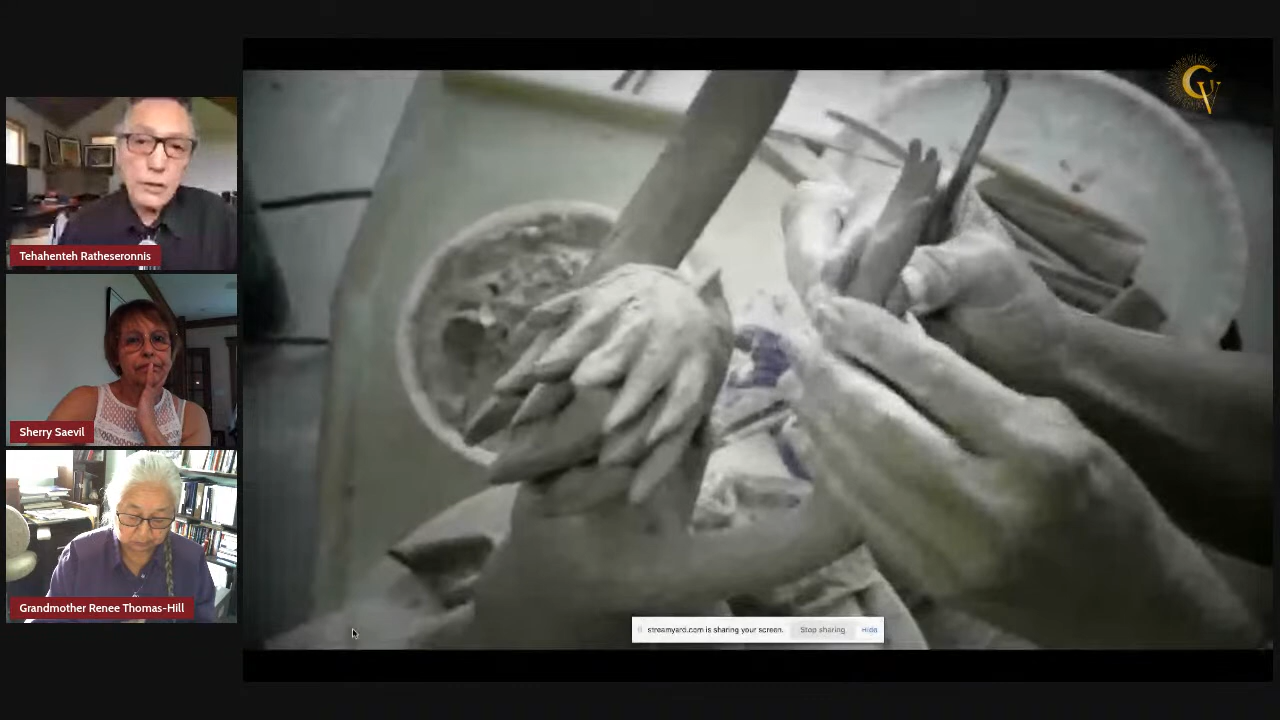 Tehahenteh Ratheseronnis
Sherry Saevil
Grandmother Renee Thomas-Hill
streamyard.com is sharing your screen.
Stop sharing
Hide